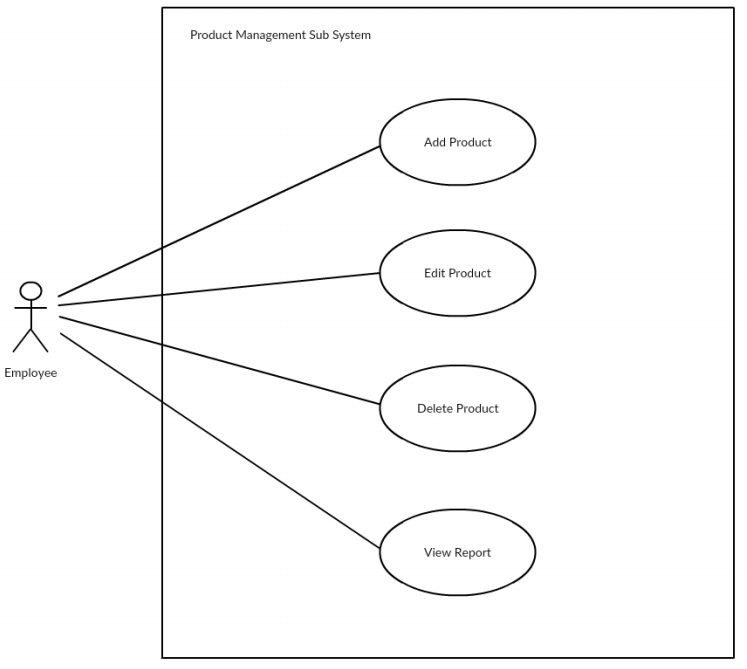 Product Management Sub System
Add Product
Edit Product
Employee
Delete Product
View Report